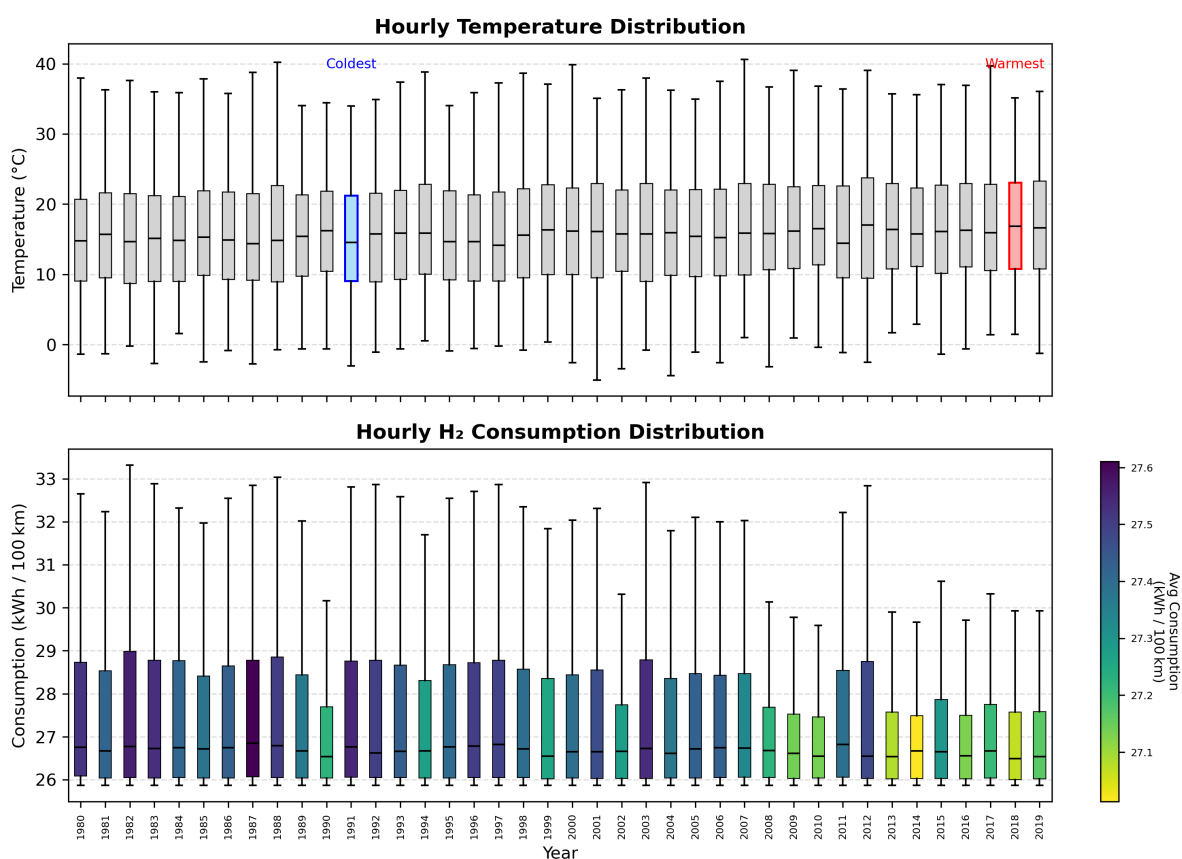 Hourly Temperature Distribution
Temperature (°C)
40
30
20
10
0
Coldest
Warmest
Hourly H₂ Consumption Distribution
Consumption (kWh / 100 km)
33
32
31
30
29
28
27
26
1980 1981 1982 1983 1984 1985 1986 1987 1988 1989 1990 1991 1992 1993 1994 1995 1996 1997 1998 1999 2000 2001 2002 2003 2004 2005 2006 2007 2008 2009 2010 2011 2012 2013 2014 2015 2016 2017 2018 2019
Year
27.6
27.5
27.4
27.3
27.2
27.1
Avg Consumption
(kWh / 100 km)